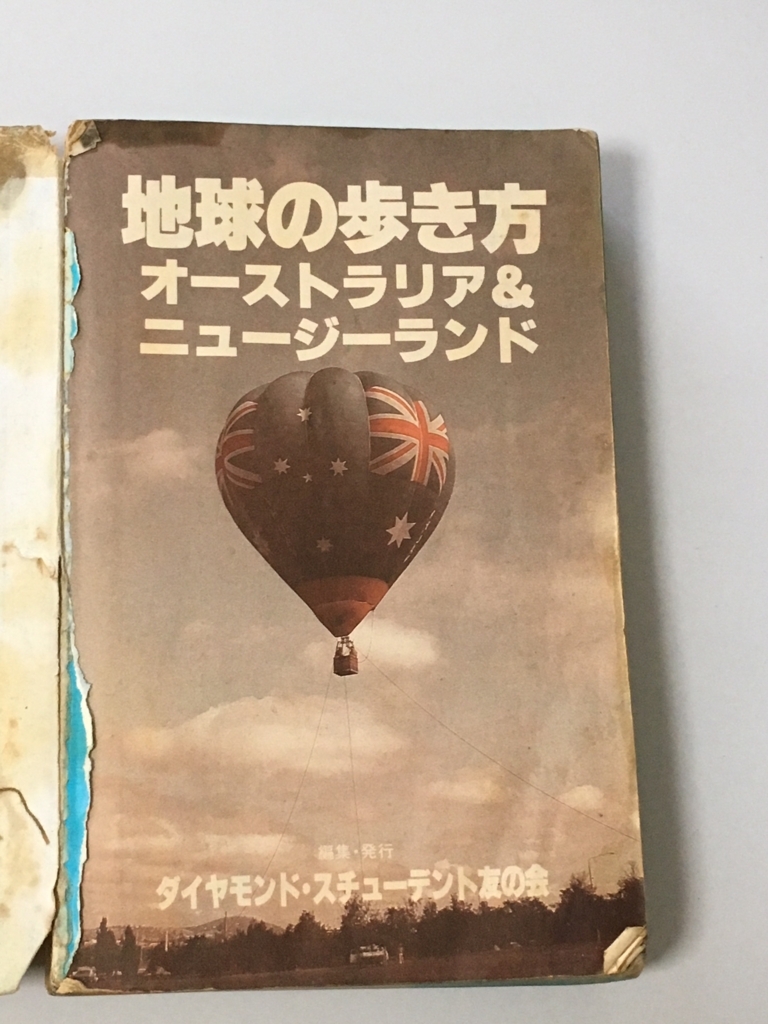 地球の歩き方
オーストラリア&
ニュージーランド
編集・発行
ダイヤモンド・スチューデント友の会